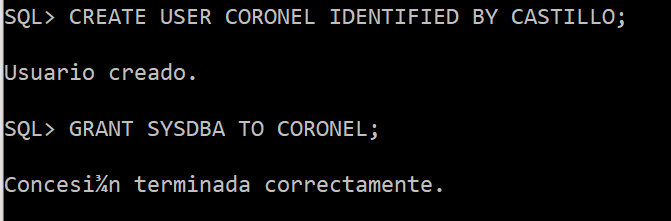 SQL> CREATE USER CORONEL IDENTIFIED BY CASTILLO;
Usuario creado.
SQL> GRANT SYSDBA TO CORONEL;
Concesi¾n terminada correctamente.